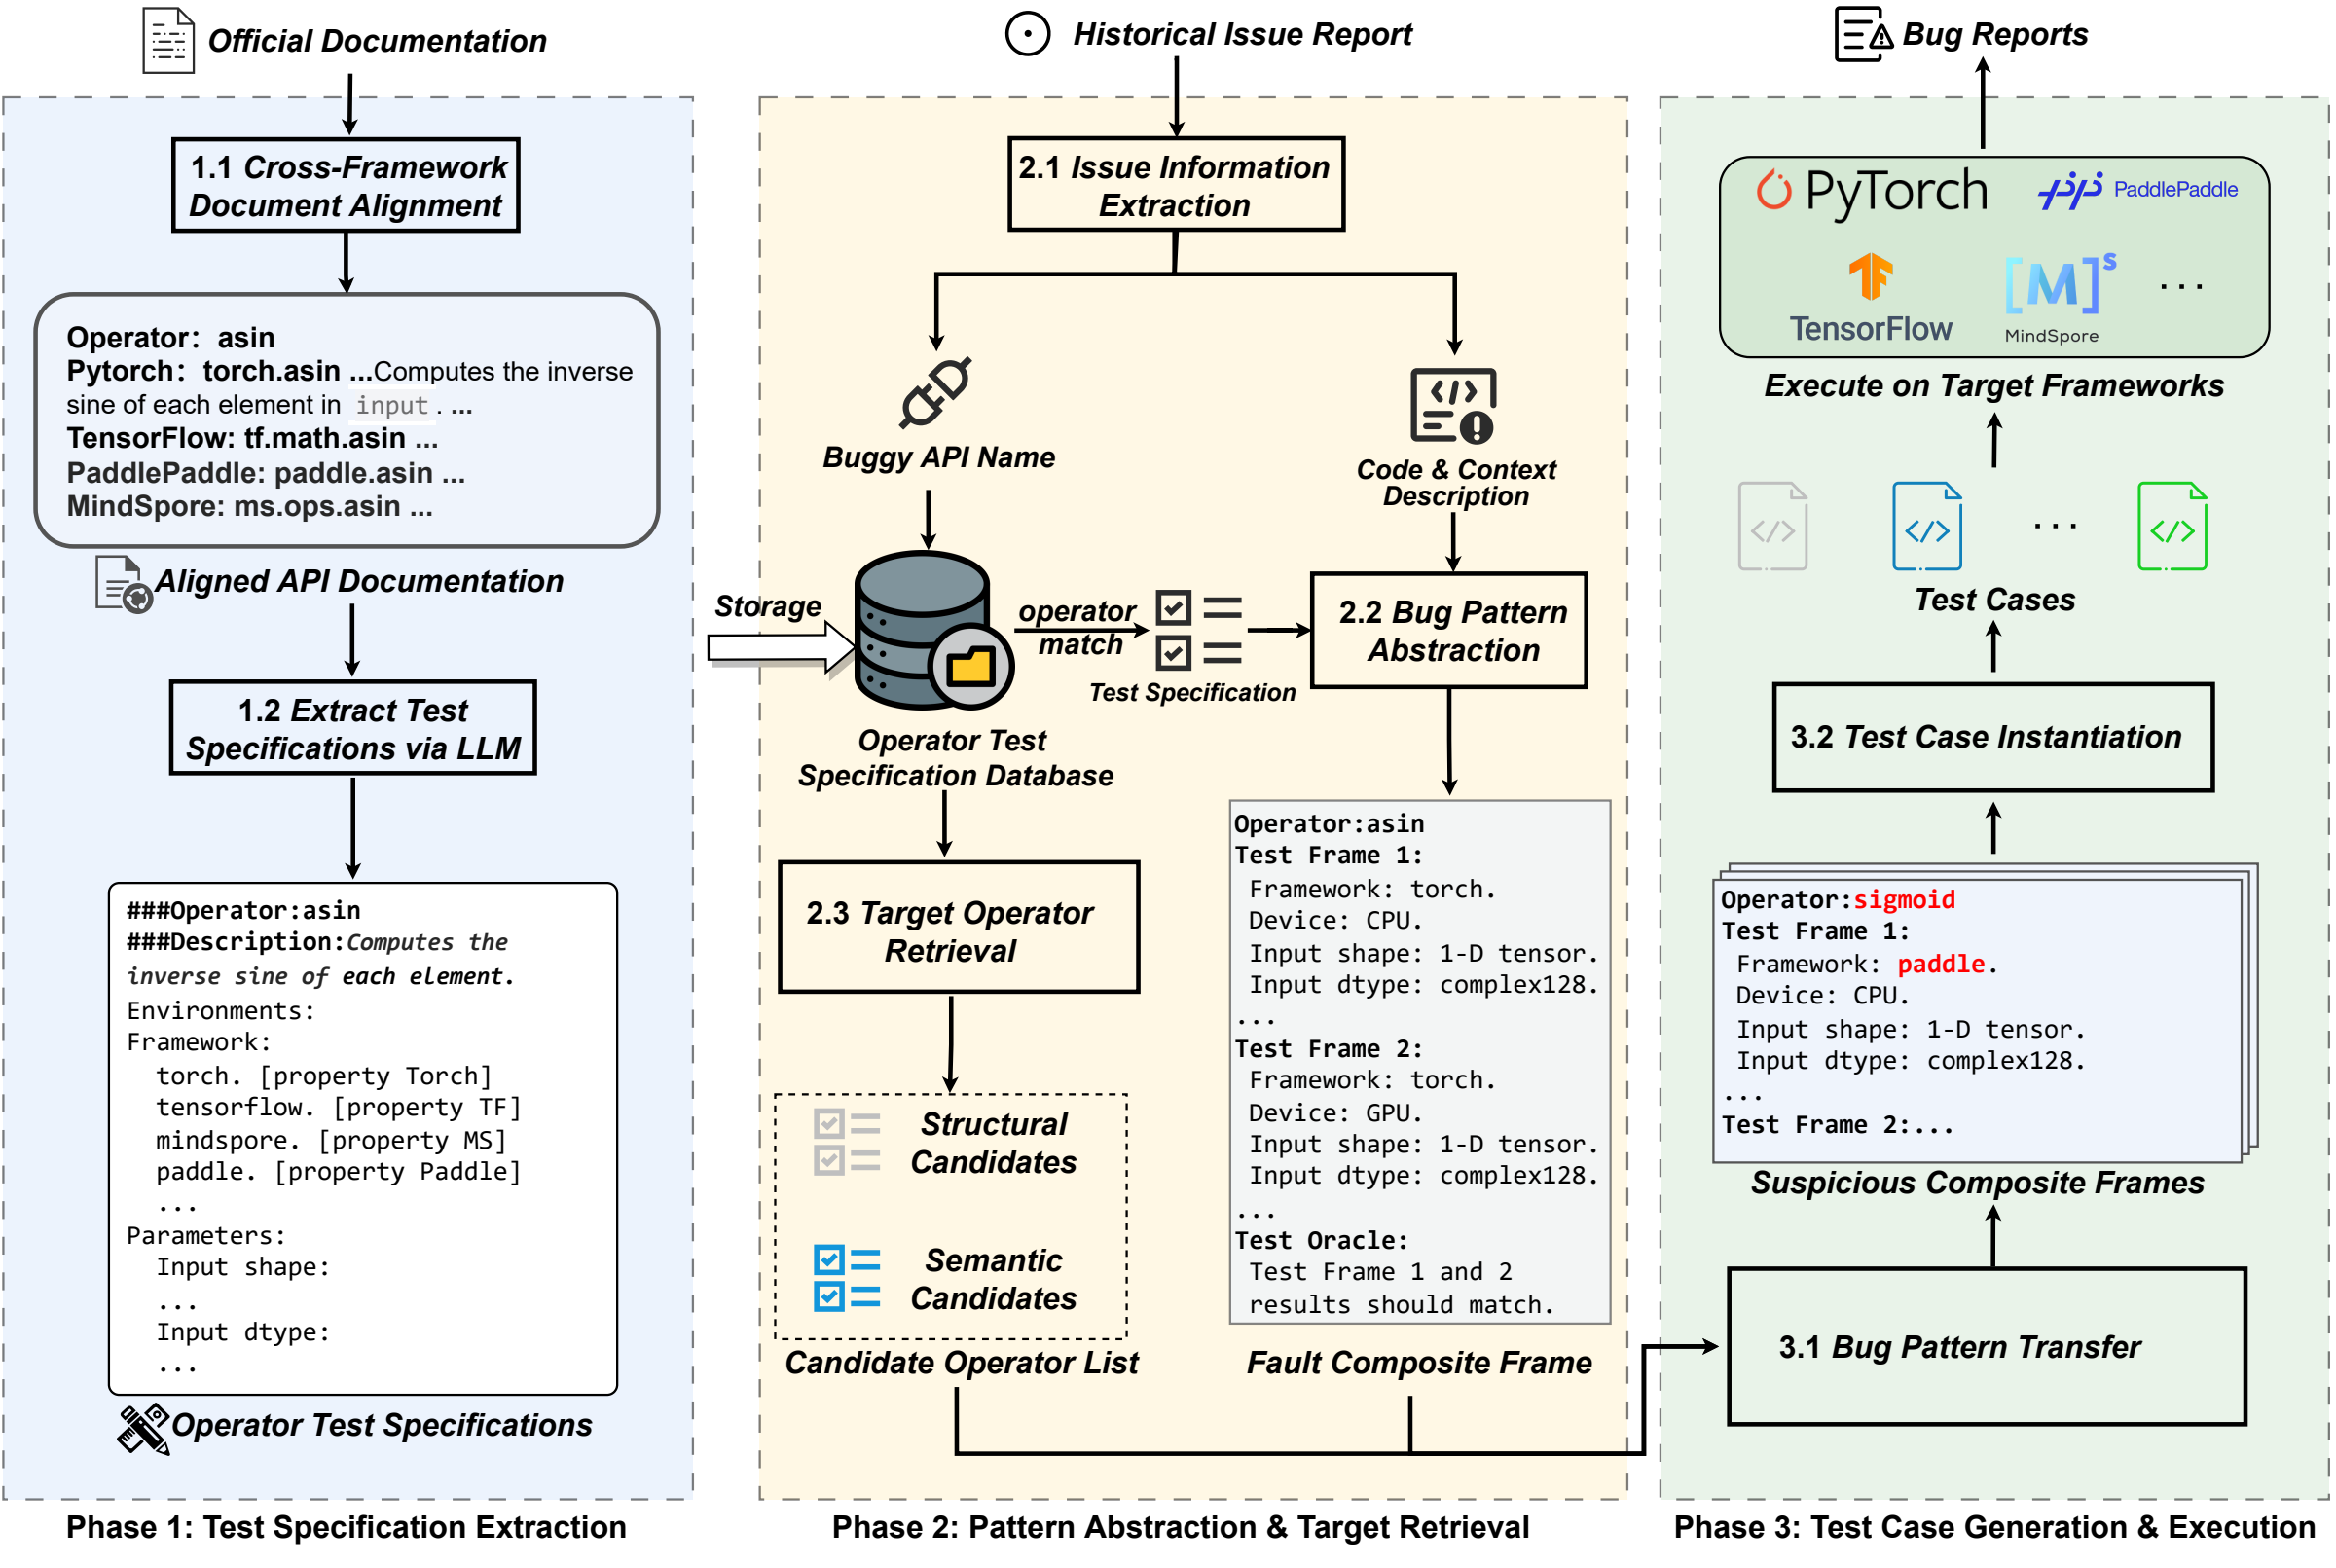 Official Documentation
1.1 Cross-Framework
Document Alignment
Operator: asin
Pytorch: torch.asin ...Computes the inverse
sine of each element in input. ...
TensorFlow: tf.math.asin ...
PaddlePaddle: paddle.asin ...
MindSpore: ms.ops.asin ...
Aligned API Documentation
1.2 Extract Test
Specifications via LLM
###Operator:asin
###Description:Computes the
inverse sine of each element.
Environments:
Framework:
torch. [property Torch]
tensorflow. [property TF]
mindspore. [property MS]
paddle. [property Paddle]
...
Parameters:
Input shape:
...
Input dtype:
...
Operator Test Specifications
Phase 1: Test Specification Extraction
Historical Issue Report
2.1 Issue Information
Extraction
Buggy API Name
Code & Context
Description
Storage
operator
match
Test Specification
2.2 Bug Pattern
Abstraction
Operator Test
Specification Database
2.3 Target Operator
Retrieval
Structural
Candidates
Semantic
Candidates
Candidate Operator List
Operator:asin
Test Frame 1:
Framework: torch.
Device: CPU.
Input shape: 1-D tensor.
Input dtype: complex128.
...
Test Frame 2:
Framework: torch.
Device: GPU.
Input shape: 1-D tensor.
Input dtype: complex128.
...
Test Oracle:
Test Frame 1 and 2
results should match.
Fault Composite Frame
Phase 2: Pattern Abstraction & Target Retrieval
Bug Reports
PyTorch
PaddlePaddle
TensorFlow
[M]s
MindSpore
...
Execute on Target Frameworks
...
Test Cases
3.2 Test Case Instantiation
Operator:sigmoid
Test Frame 1:
Framework: paddle.
Device: CPU.
Input shape: 1-D tensor.
Input dtype: complex128.
...
Test Frame 2:...
Suspicious Composite Frames
3.1 Bug Pattern Transfer
Phase 3: Test Case Generation & Execution